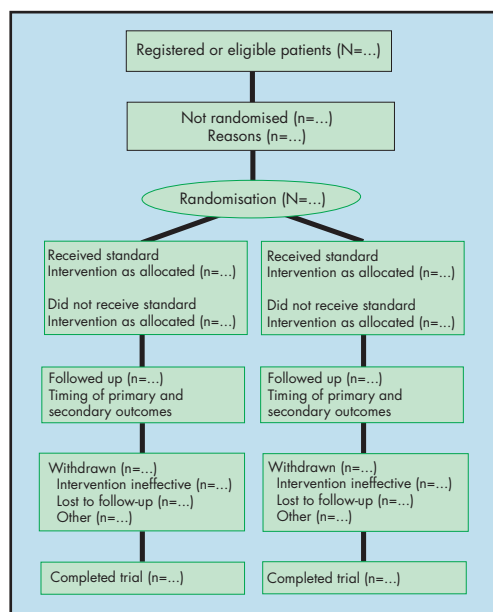 Registered or eligible patients (N=...)
Not randomised (n=...)
Reasons (n=...)
Randomisation (N=...)
Received standard
Intervention as allocated (n=...)
Did not receive standard
Intervention as allocated (n=...)
Followed up (n=...)
Timing of primary and
secondary outcomes
Withdrawn (n=...)
Intervention ineffective (n=...)
Lost to follow-up (n=...)
Other (n=...)
Completed trial (n=...)
Received standard
Intervention as allocated (n=...)
Did not receive standard
Intervention as allocated (n=...)
Followed up (n=...)
Timing of primary and
secondary outcomes
Withdrawn (n=...)
Intervention ineffective (n=...)
Lost to follow-up (n=...)
Other (n=...)
Completed trial (n=...)